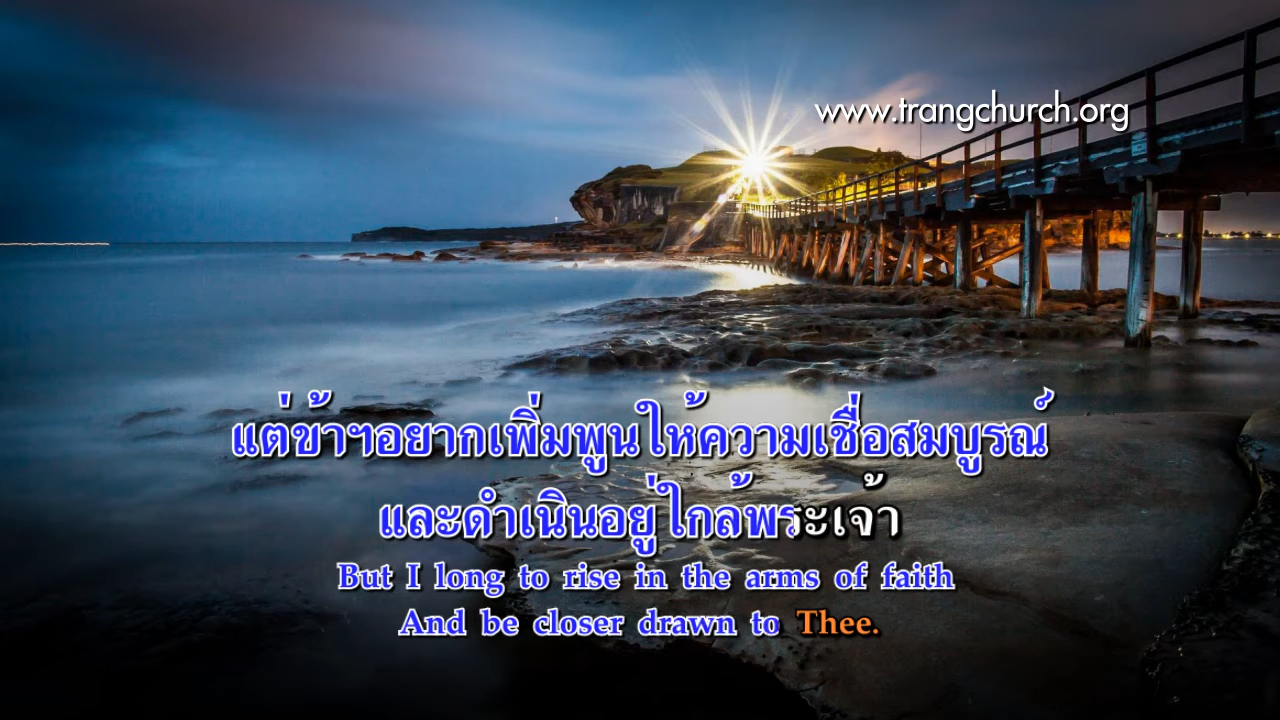 www.trangchurch.org
แต่ข้าฯอยากเพิ่มพูนให้ความเชื่อสมบูรณ์
และดำเนินอยู่ใกล้พระเจ้า
But I long to rise in the arms of faith
And be closer drawn to Thee.